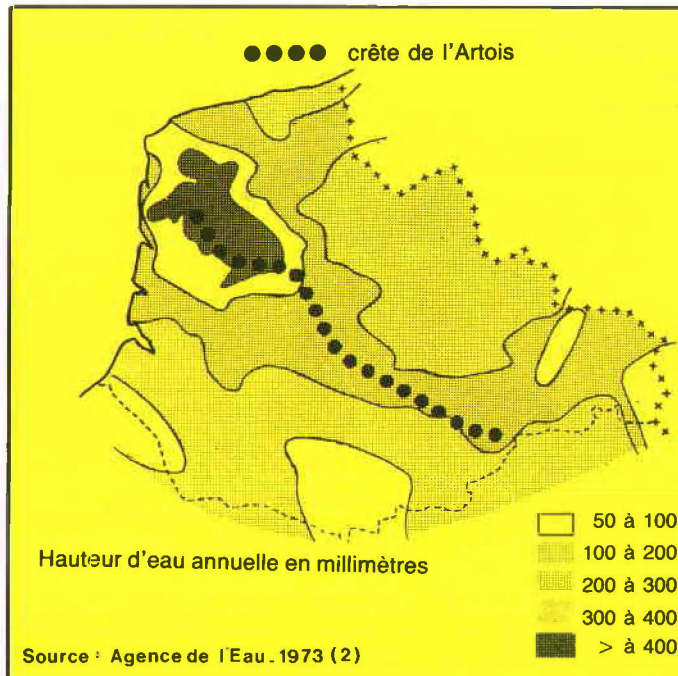 crête de l'Artois
50 à 100
100 à 200
200 à 300
300 à 400
> à 400
Hauteur d'eau annuelle en millimètres
Source : Agence de l'Eau_1973 (2)